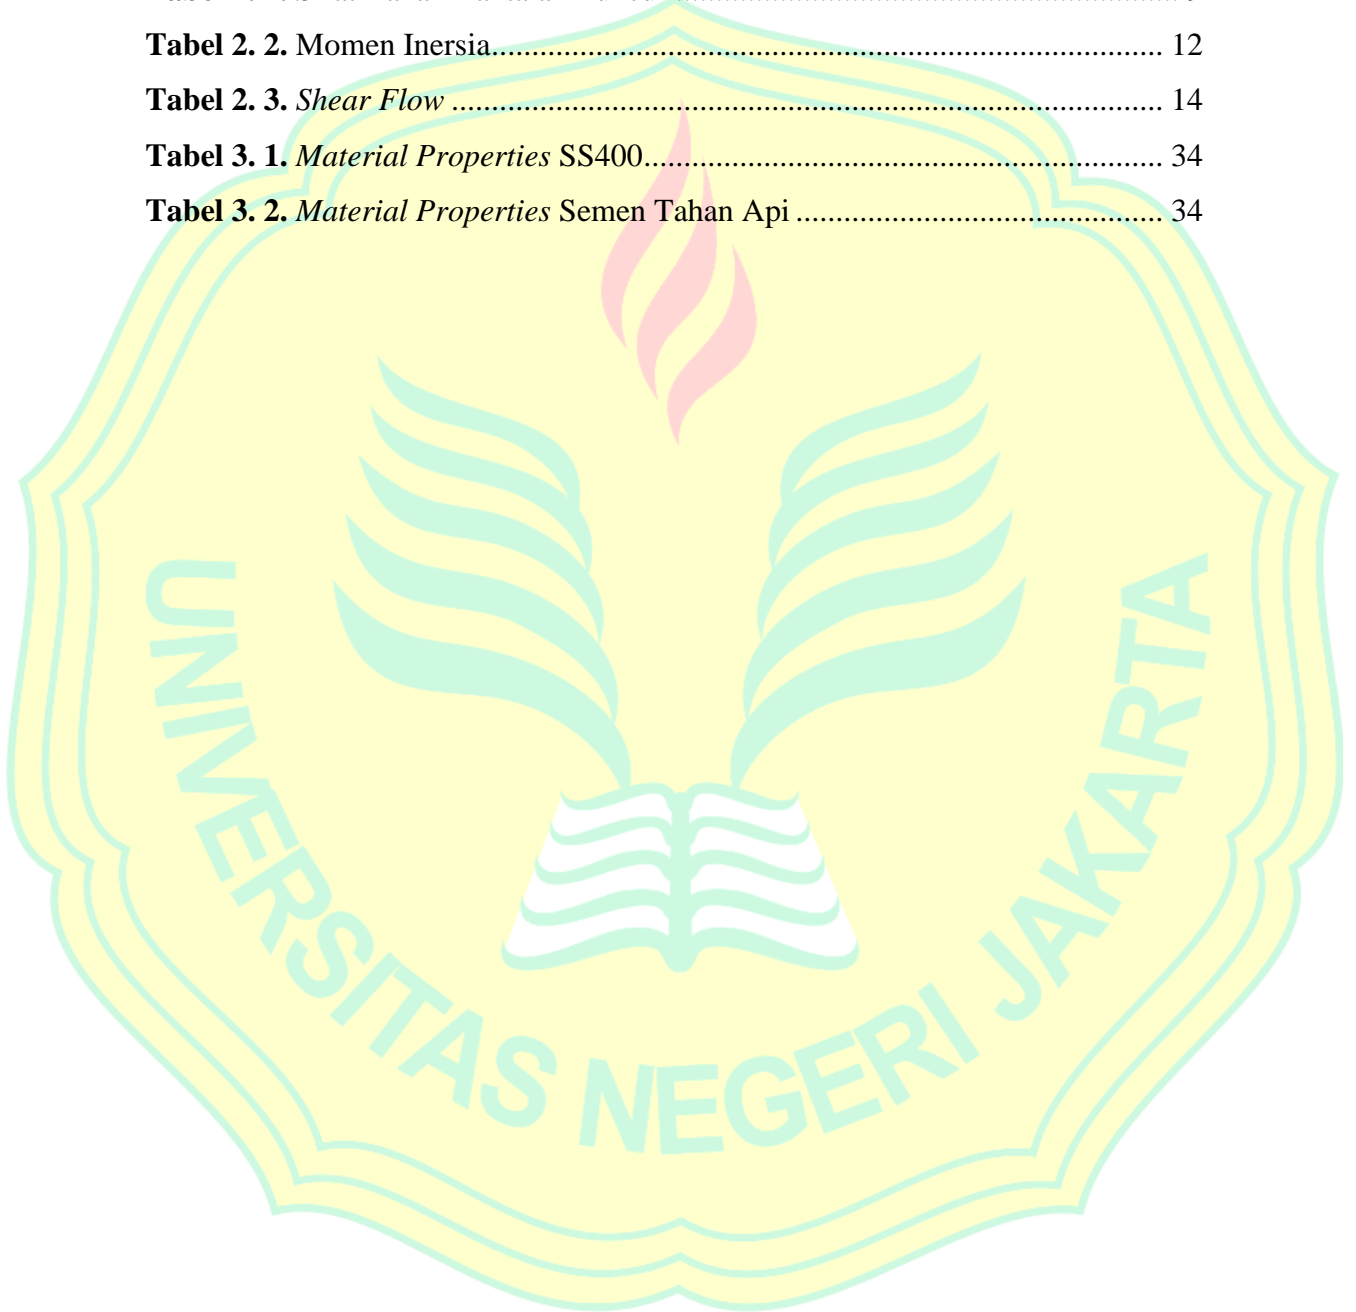 Tabel 2. 2. Momen Inersia.......................................................................................... 12
Tabel 2. 3. Shear Flow ............................................................................................... 14
Tabel 3. 1. Material Properties SS400...................................................................... 34
Tabel 3. 2. Material Properties Semen Tahan Api .................................................. 34
UNIVERSITAS NEGERI JAKARTA